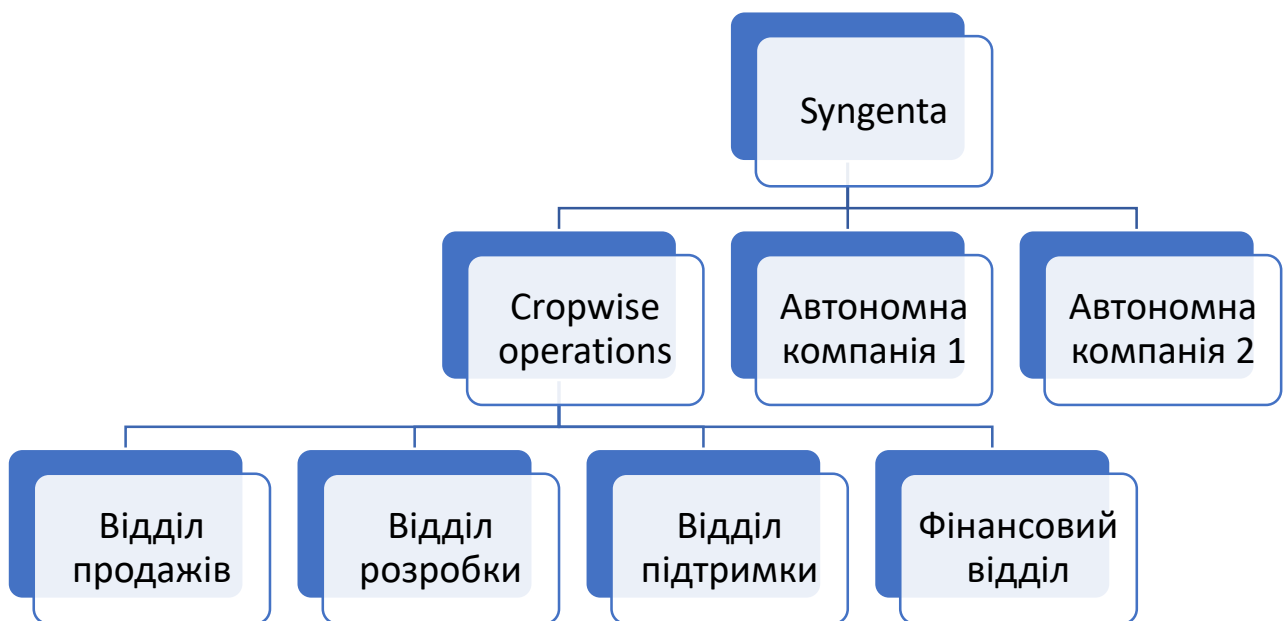 Syngenta
Cropwise
operations
Автономна
компанія 1
Автономна
компанія 2
Відділ
продажів
Відділ
розробки
Відділ
підтримки
Фінансовий
відділ